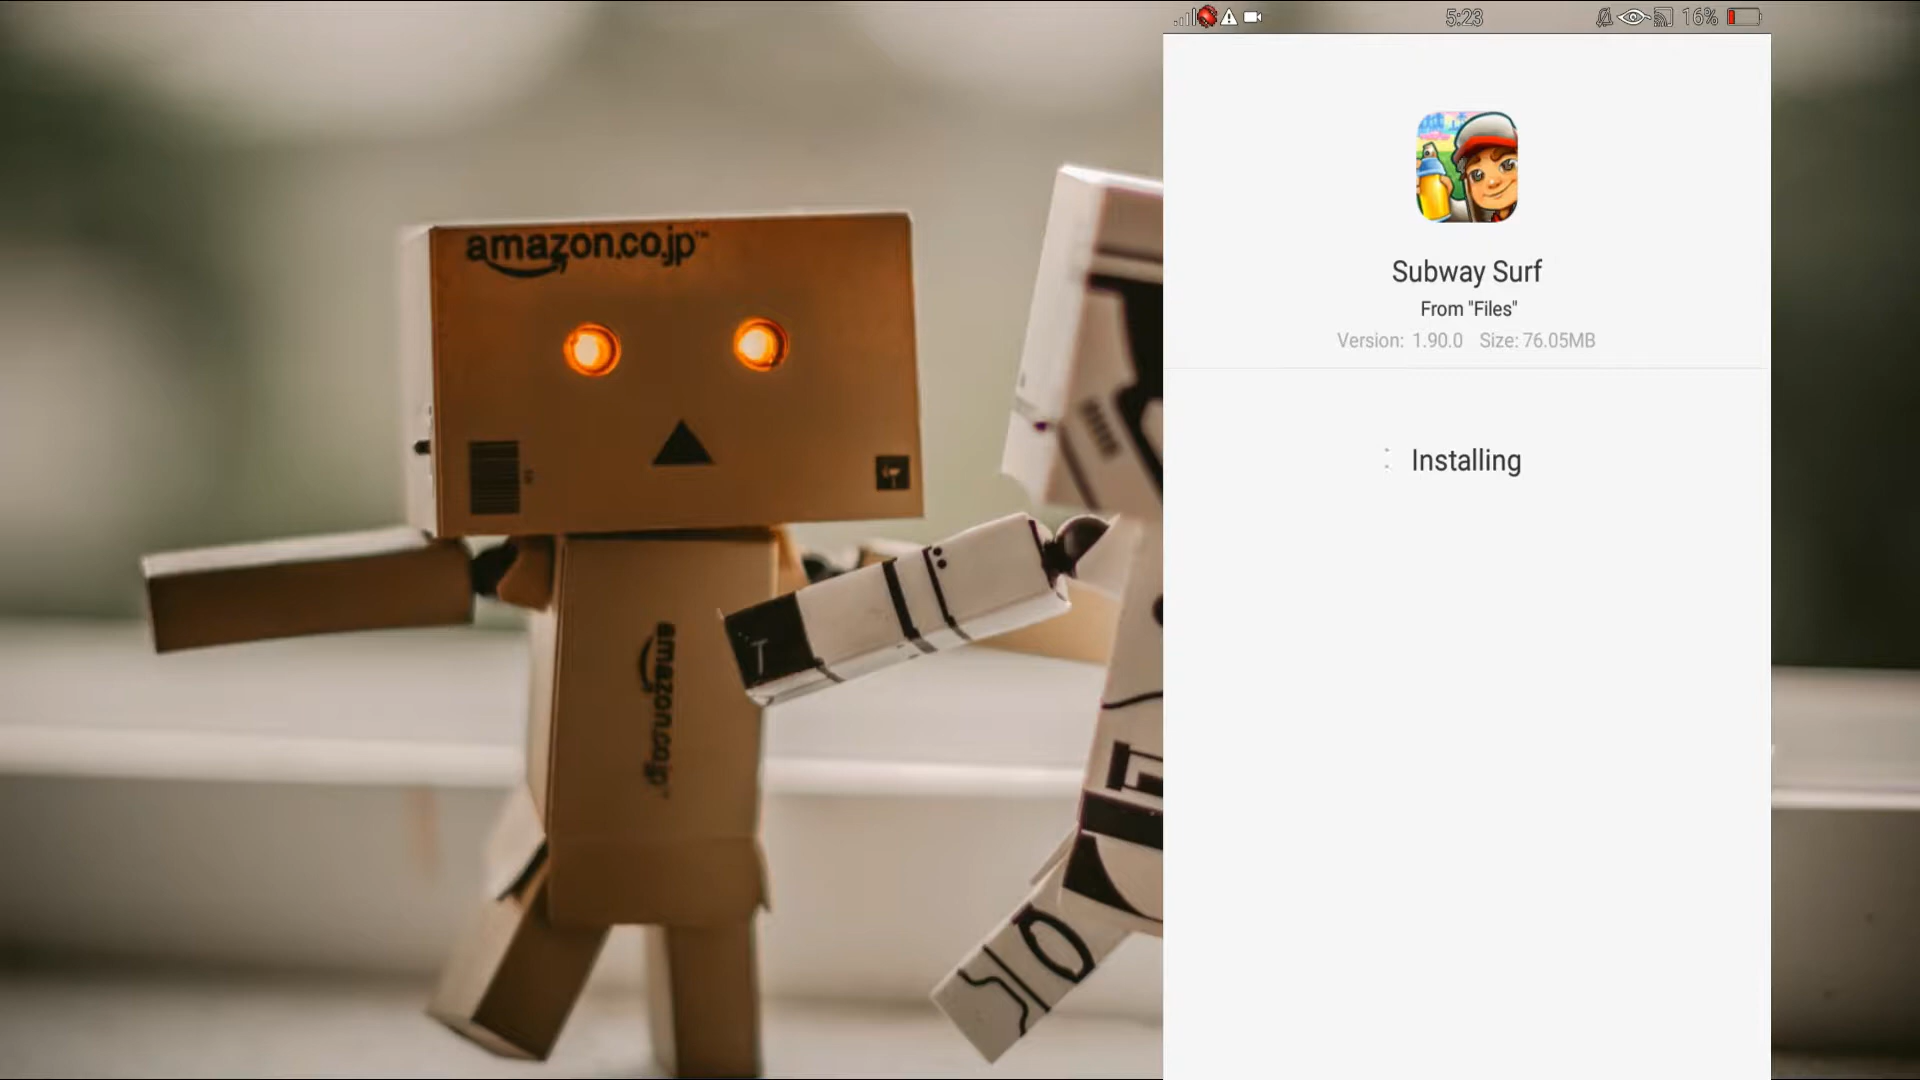 5:23
16%
Subway Surf
From "Files"
Version: 1.90.0 Size: 76.05MB
Installing
amazon.co.jp™
amazon.co.jp
T